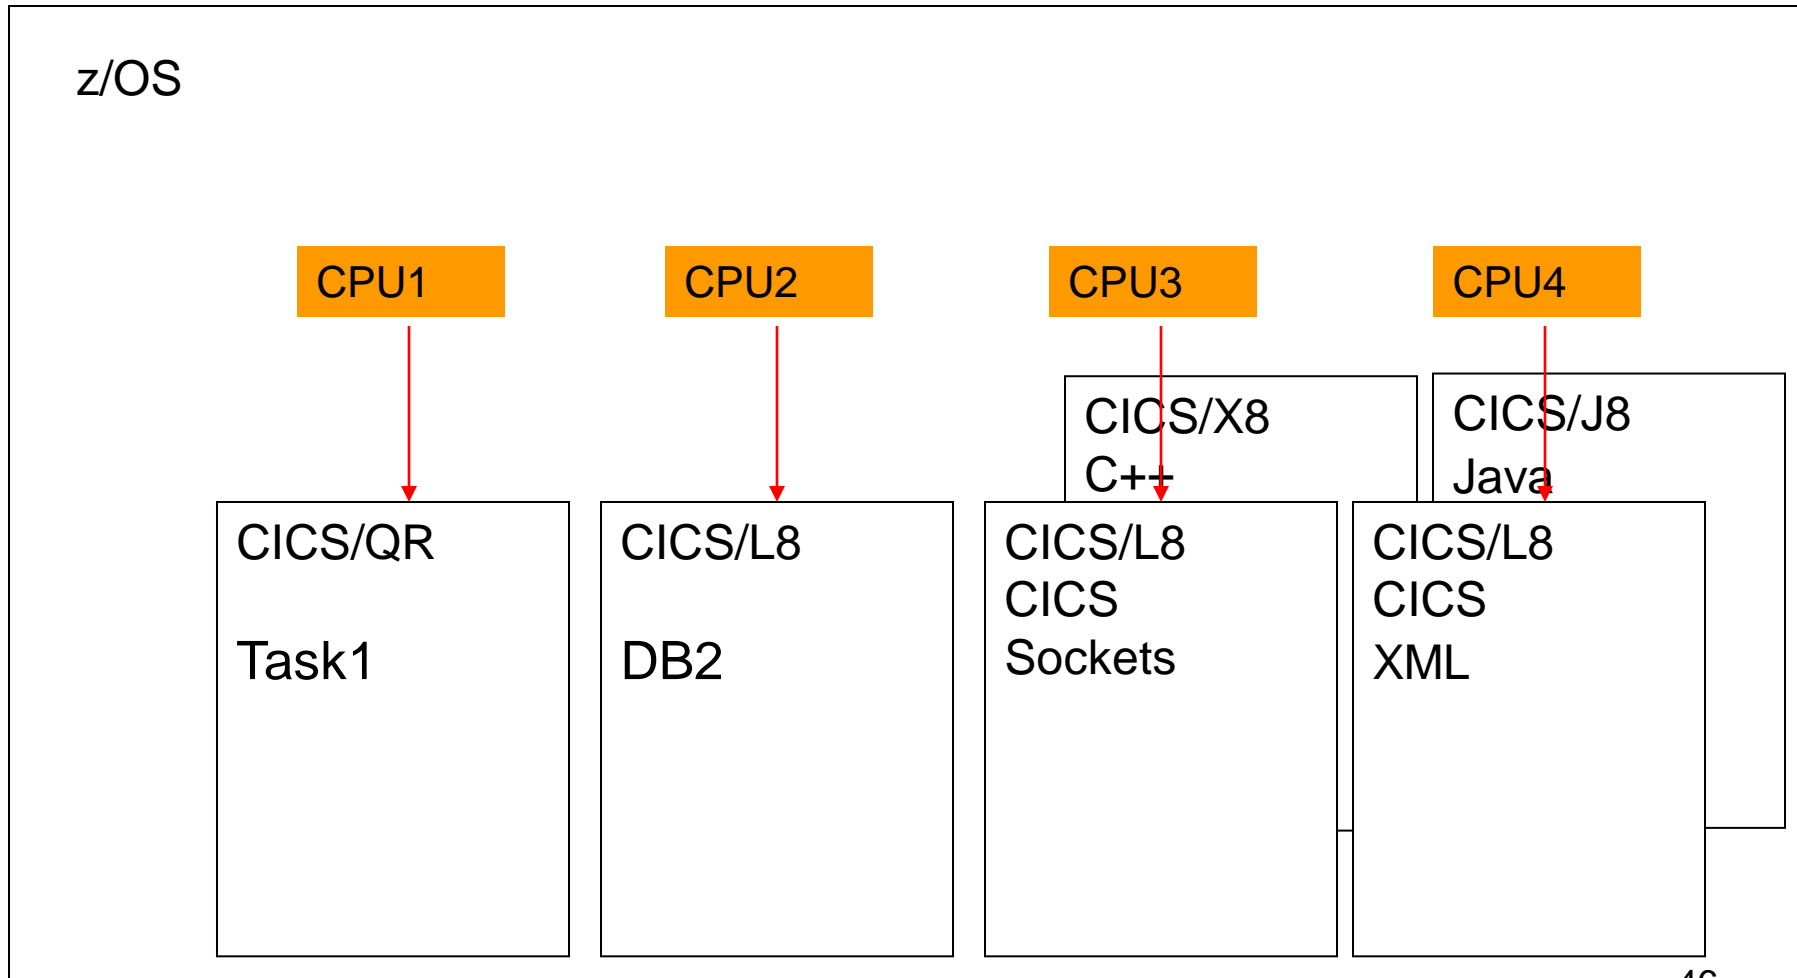 z/OS
CPU1
CPU2
CPU3
CPU4
CICS/X8
C++
CICS/J8
Java
CICS/QR
Task1
CICS/L8
DB2
CICS/L8
CICS
Sockets
CICS/L8
CICS
XML
46